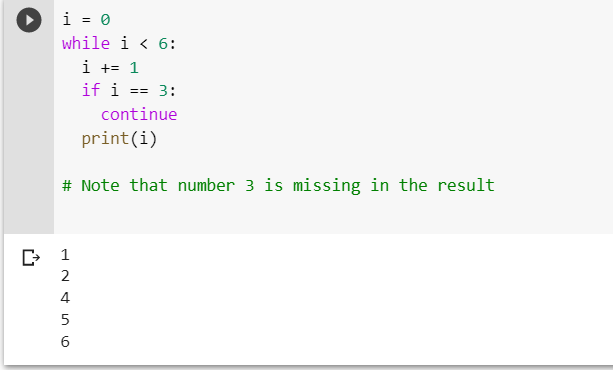 i = 0
while i < 6:
  i += 1
  if i == 3:
    continue
  print(i)
# Note that number 3 is missing in the result
1
2
4
5
6